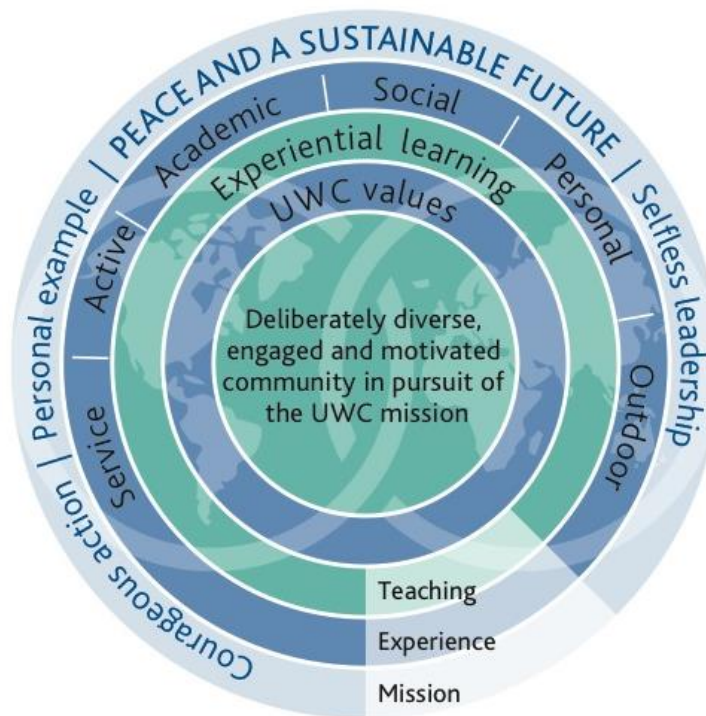 Courageous action | Personal example | PEACE AND A SUSTAINABLE FUTURE | Selfless leadership
Service
Active
Academic
Social
Personal
Outdoor
Experiential learning
UWC values
Deliberately diverse,
engaged and motivated
community in pursuit of
the UWC mission
Teaching
Experience
Mission